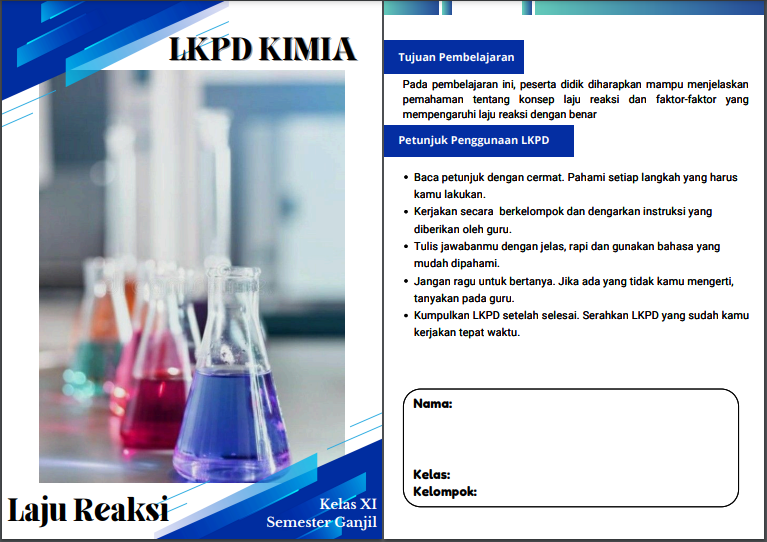 LKPD KIMIA
Laju Reaksi
Kelas XI
Semester Ganjil
Tujuan Pembelajaran
Pada pembelajaran ini, peserta didik diharapkan mampu menjelaskan
pemahaman tentang konsep laju reaksi dan faktor-faktor yang
mempengaruhi laju reaksi dengan benar
Petunjuk Penggunaan LKPD
• Baca petunjuk dengan cermat. Pahami setiap langkah yang harus
kamu lakukan.
• Kerjakan secara berkelompok dan dengarkan instruksi yang
diberikan oleh guru.
• Tulis jawabanmu dengan jelas, rapi dan gunakan bahasa yang
mudah dipahami.
• Jangan ragu untuk bertanya. Jika ada yang tidak kamu mengerti,
tanyakan pada guru.
• Kumpulkan LKPD setelah selesai. Serahkan LKPD yang sudah kamu
kerjakan tepat waktu.
Nama:
Kelas:
Kelompok: